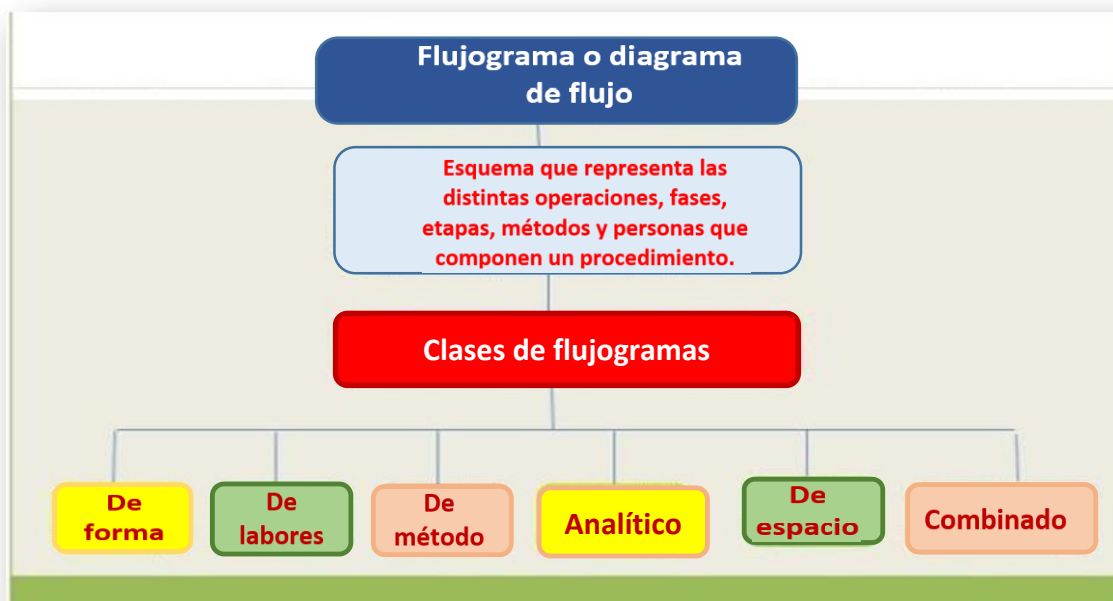 Flujograma o diagrama
de flujo
Esquema que representa las
distintas operaciones, fases,
etapas, métodos y personas que
componen un procedimiento.
Clases de flujogramas
De
forma
De
labores
De
método
Analítico
De
espacio
Combinado